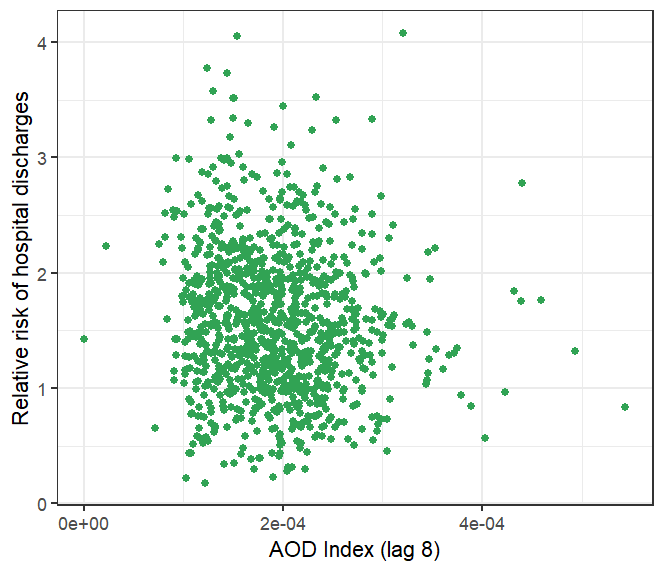 Relative risk of hospital discharges
4
3
2
1
0
0e+00 2e-04 4e-04
AOD Index (lag 8)